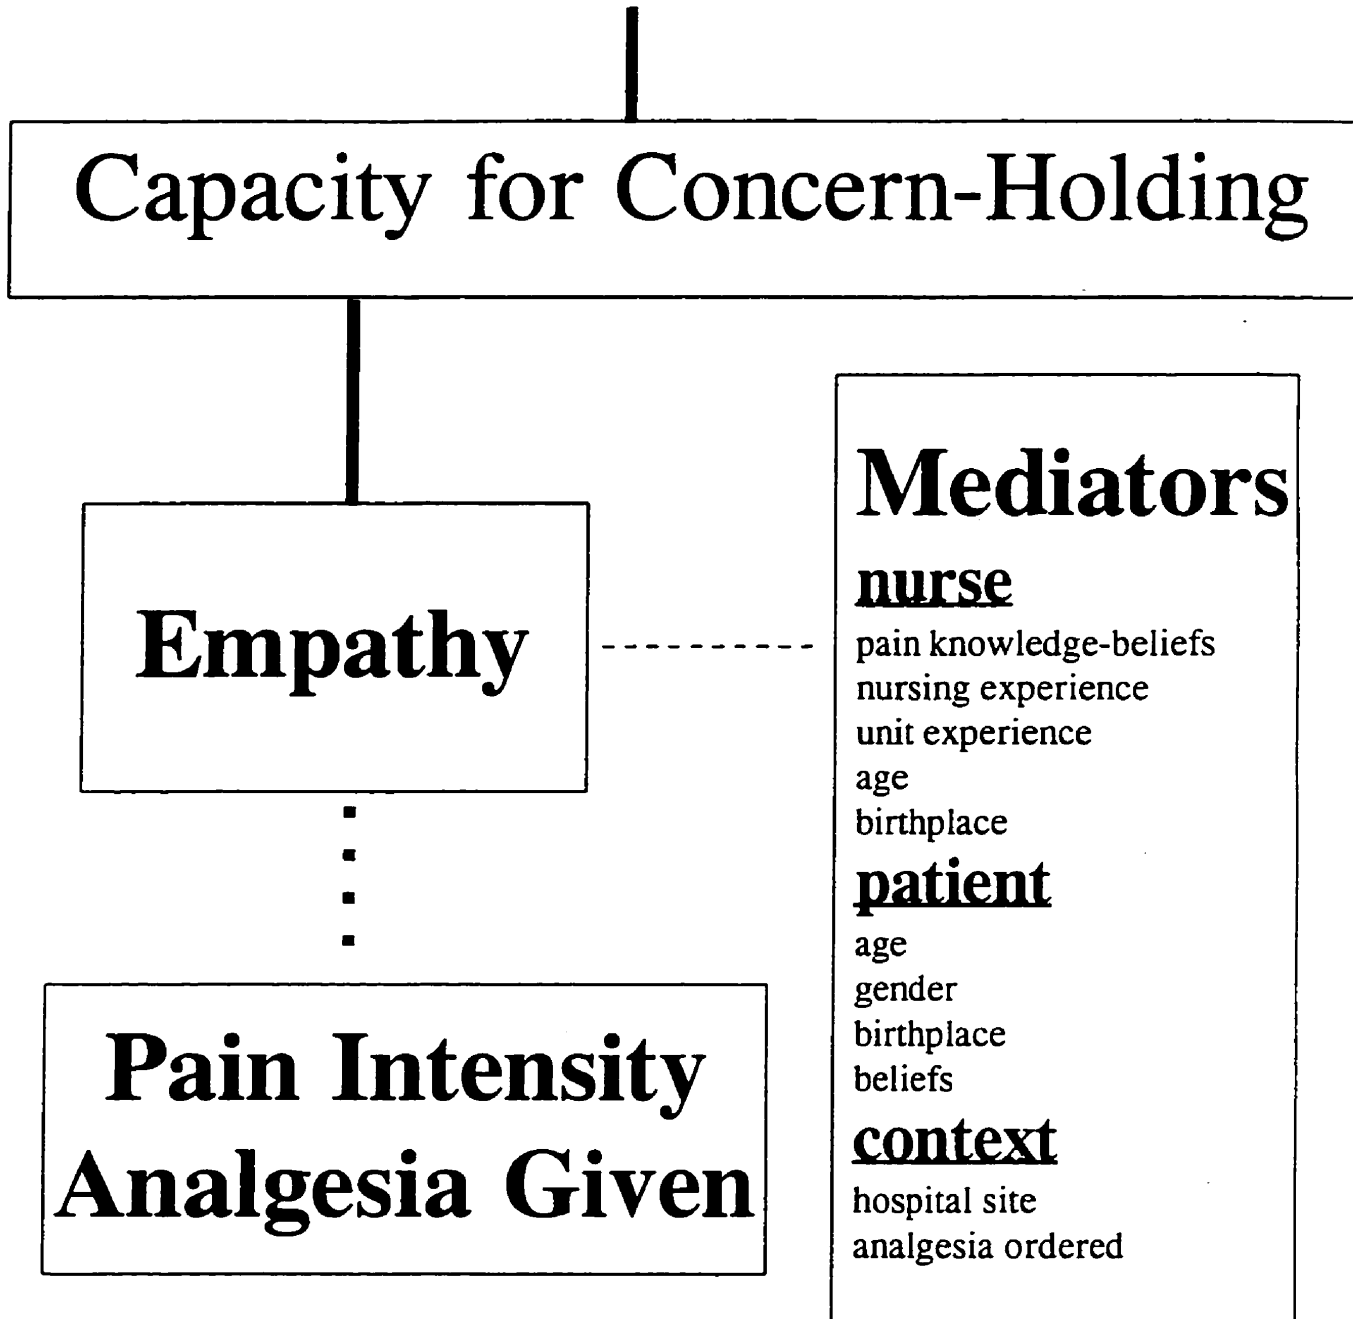 Capacity for Concern-Holding
Empathy
Pain Intensity
Analgesia Given
Mediators
nurse
pain knowledge-beliefs
nursing experience
unit experience
age
birthplace
patient
age
gender
birthplace
beliefs
context
hospital site
analgesia ordered